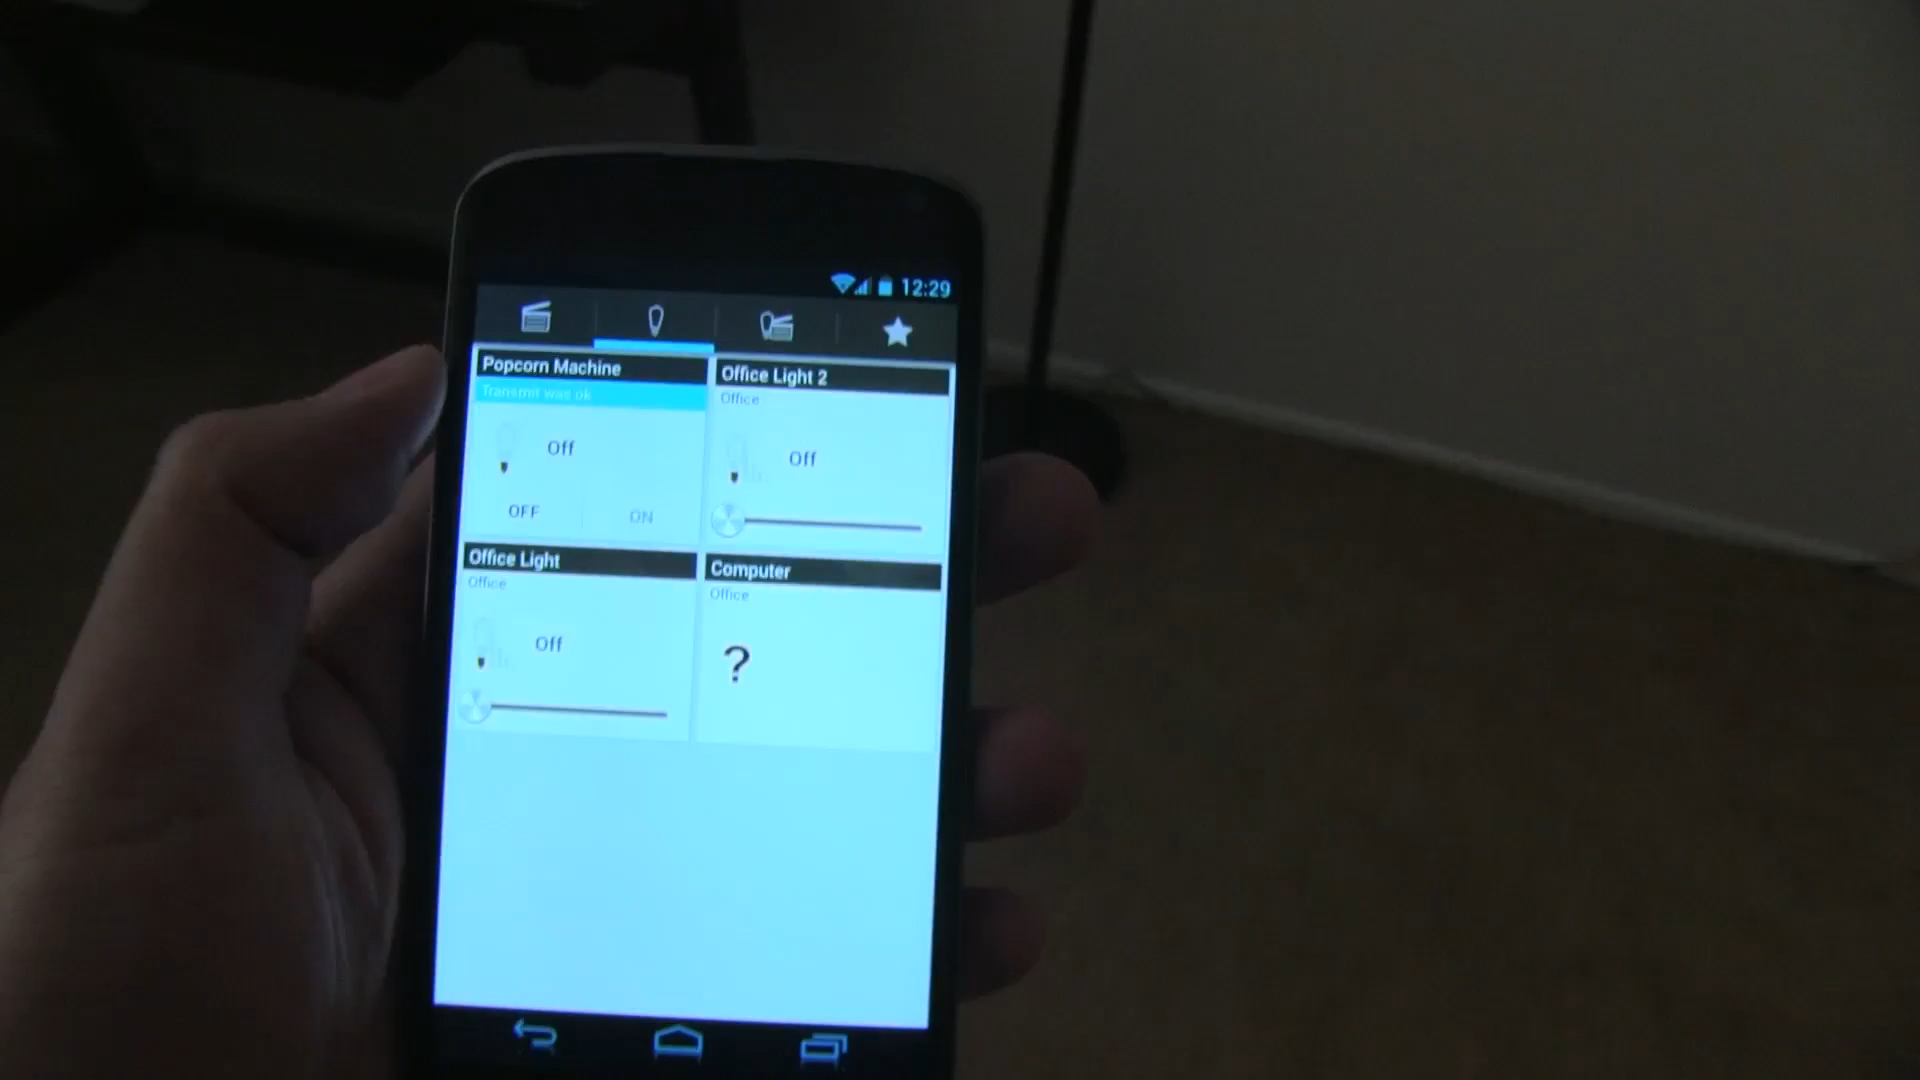 12:29
Popcorn Machine
Transmit was ok
Off
OFF
ON
Office Light 2
Office
Off
Office Light
Office
Off
Computer
Office
?